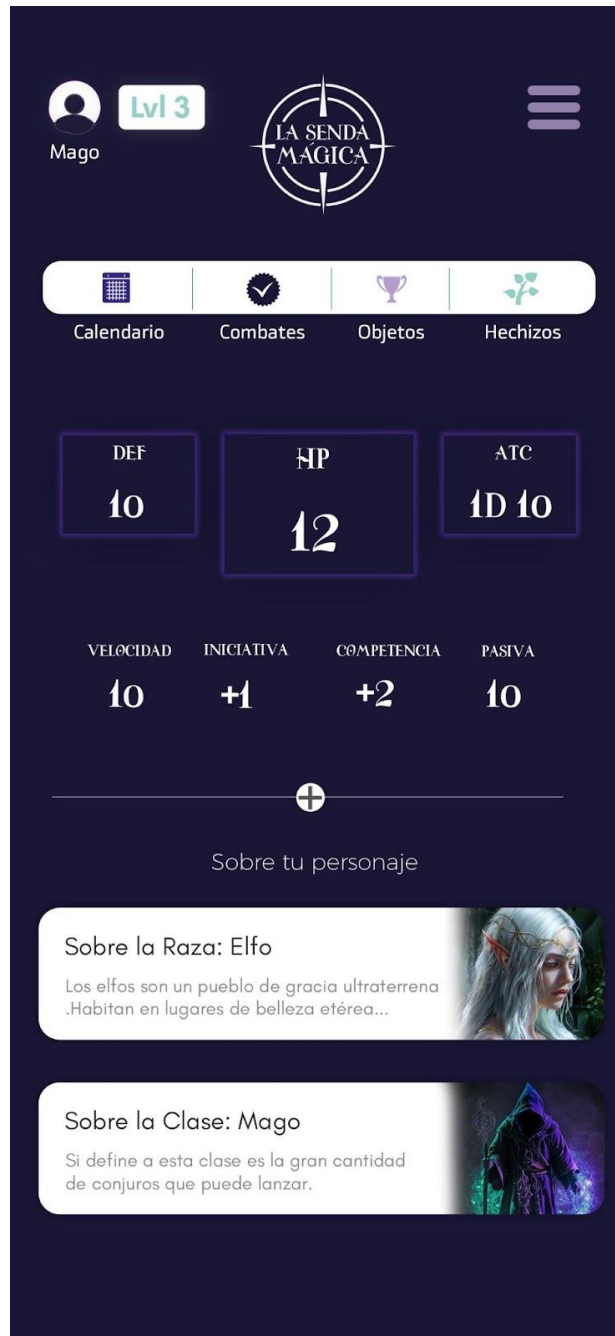 Lvl 3
Mago
LA SENDA
MÁGICA
Calendario
Combates
Objetos
Hechizos
DEF
10
HP
12
ATC
1D 10
VELOCIDAD
10
INICIATIVA
+1
COMPETENCIA
+2
PASIVA
10
Sobre tu personaje
Sobre la Raza: Elfo
Los elfos son un pueblo de gracia ultraterrena
.Habitan en lugares de belleza etérea...
Sobre la Clase: Mago
Si define a esta clase es la gran cantidad
de conjuros que puede lanzar.